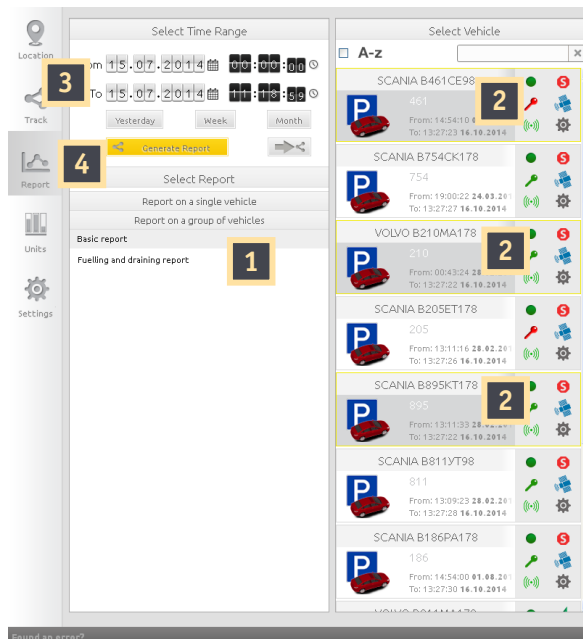 Location
Track
Report
Units
Settings
Select Time Range
15.07.2014 00:00:00
To 15.07.2014 11:18:59
Yesterday Week Month
Generate Report
Select Report
Report on a single vehicle
Report on a group of vehicles
Basic report
Fuelling and draining report
1
3
4
Select Vehicle
A-z
SCANIA B461CE98
461
2
From: 14:54:10
To: 13:27:23 16.10.2014
SCANIA B754CK178
754
From: 19:00:22 24.03.201
To: 13:27:27 16.10.2014
VOLVO B210MA178
210
2
From: 00:43:24 28
To: 13:27:22 16.10.2014
SCANIA B205ET178
205
From: 13:11:16 28.02.201
To: 13:27:26 16.10.2014
SCANIA B895KT178
895
2
From: 13:11:33 28.02.201
To: 13:27:22 16.10.2014
SCANIA B811УT98
811
From: 13:09:23 28.02.201
To: 13:27:28 16.10.2014
SCANIA B186PA178
186
From: 14:54:00 01.08.201
To: 13:27:30 16.10.2014
Found an error?